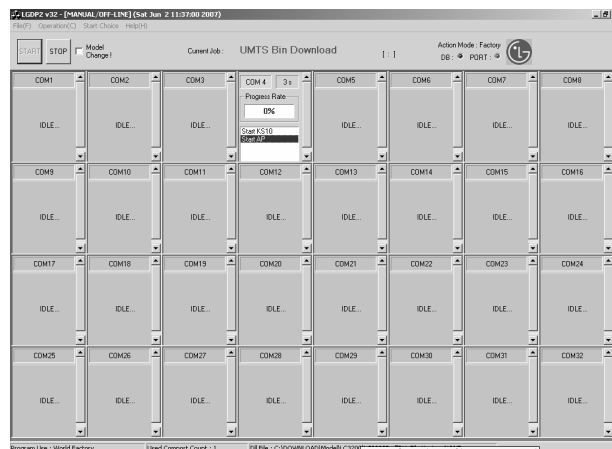 LGDP2 v32 - [MANUAL/OFF-LINE] (Sat Jun 2 11:37:00 2007)
File(F) Operation(C) Start Choice Help(H)
START STOP Model Change ! Current Job : UMTS Bin Download [ : ] Action Mode : Factory
DB : PORT :
COM1 COM2 COM3 COM 4 3 s COM5 COM6 COM7 COM8
Progress Rate
0%
IDLE... IDLE... IDLE... IDLE... IDLE... IDLE... IDLE...
Start KS10
Start AP
COM9 COM10 COM11 COM12 COM13 COM14 COM15 COM16
IDLE... IDLE... IDLE... IDLE... IDLE... IDLE... IDLE... IDLE...
COM17 COM18 COM19 COM20 COM21 COM22 COM23 COM24
IDLE... IDLE... IDLE... IDLE... IDLE... IDLE... IDLE... IDLE...
COM25 COM26 COM27 COM28 COM29 COM30 COM31 COM32
IDLE... IDLE... IDLE... IDLE... IDLE... IDLE... IDLE... IDLE...
Program Use : World Factory Used Comport Count : 1 Dll File : C:\DOWNLOAD\Model\